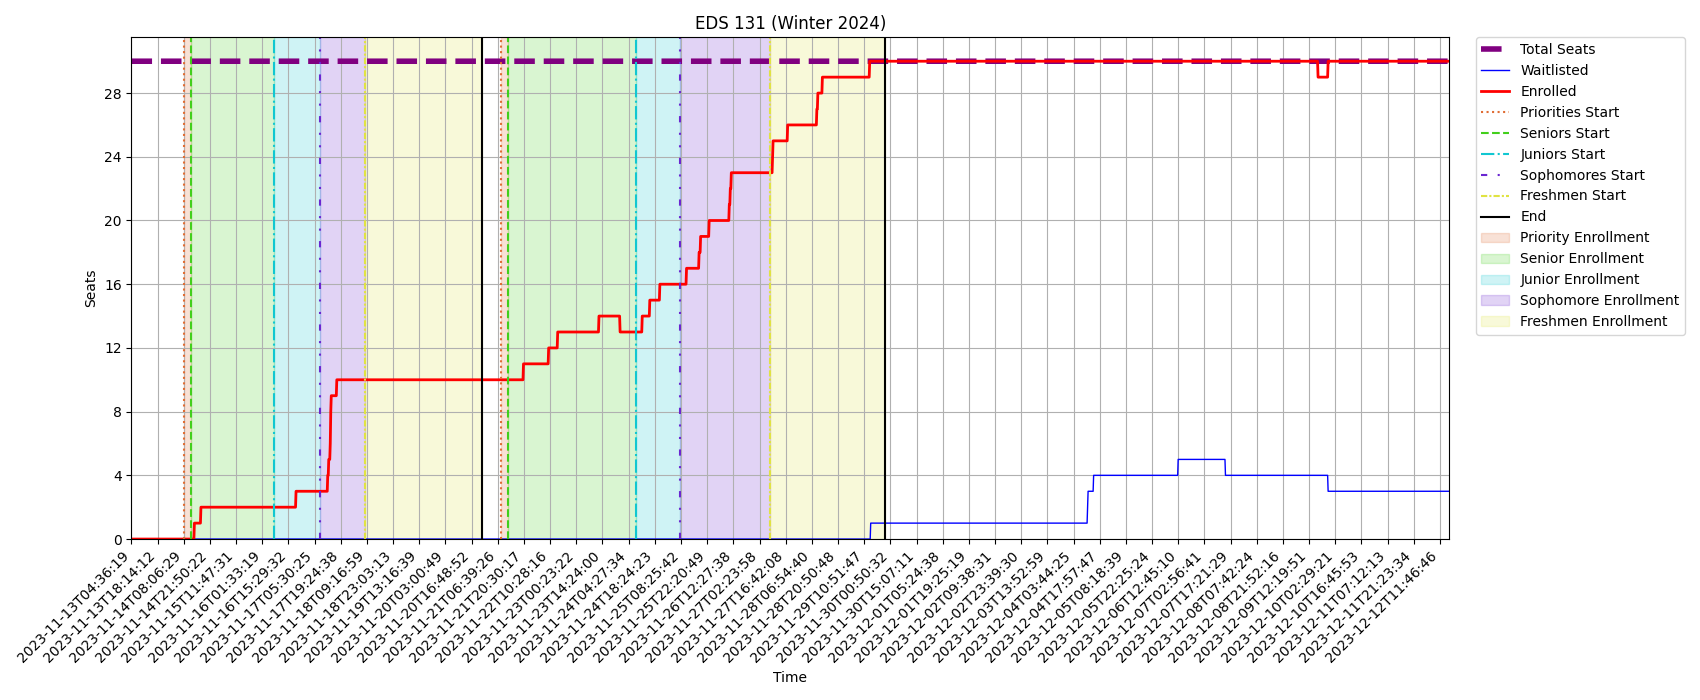 EDS 131 (Winter 2024)
Total Seats
Waitlisted
Enrolled
Priorities Start
Seniors Start
Juniors Start
Sophomores Start
Freshmen Start
End
Priority Enrollment
Senior Enrollment
Junior Enrollment
Sophomore Enrollment
Freshmen Enrollment
Seats
28
24
20
16
12
8
4
0
2023-11-13T04:36:19
2023-11-13T18:14:12
2023-11-14T08:06:29
2023-11-14T21:50:22
2023-11-15T11:47:31
2023-11-16T01:33:19
2023-11-16T15:29:32
2023-11-17T05:30:25
2023-11-17T19:24:38
2023-11-18T09:16:59
2023-11-18T23:03:13
2023-11-19T13:16:39
2023-11-20T03:00:49
2023-11-20T16:48:52
2023-11-21T06:39:26
2023-11-21T20:30:17
2023-11-22T10:28:16
2023-11-23T00:23:22
2023-11-23T14:24:00
2023-11-24T04:27:34
2023-11-24T18:24:23
2023-11-25T08:25:42
2023-11-25T22:20:49
2023-11-26T12:27:38
2023-11-27T02:23:58
2023-11-27T16:42:08
2023-11-28T06:54:40
2023-11-28T20:50:48
2023-11-29T10:51:47
2023-11-30T00:50:32
2023-11-30T15:07:11
2023-12-01T05:24:38
2023-12-01T19:25:19
2023-12-02T09:38:31
2023-12-02T23:39:30
2023-12-03T13:52:59
2023-12-04T03:44:25
2023-12-04T17:57:47
2023-12-05T08:18:39
2023-12-05T22:25:24
2023-12-06T12:45:10
2023-12-07T02:56:41
2023-12-07T17:21:29
2023-12-08T07:42:24
2023-12-08T21:52:16
2023-12-09T12:19:51
2023-12-10T02:29:21
2023-12-10T16:45:53
2023-12-11T07:12:13
2023-12-11T21:23:34
2023-12-12T11:46:46
Time